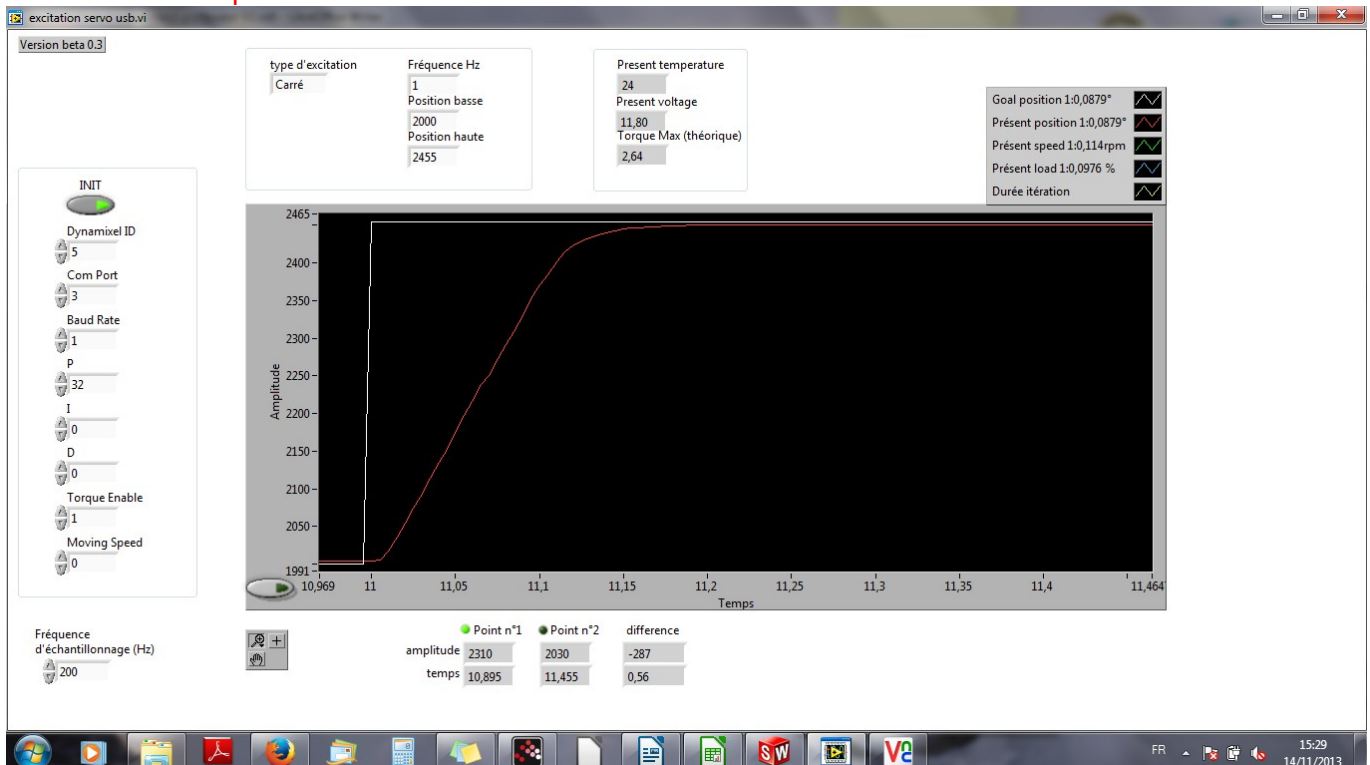 excitation servo usb.vi
Version beta 0.3
type d'excitation
Carré
Fréquence Hz
1
Position basse
2000
Position haute
2455
Present temperature
24
Present voltage
11,80
Torque Max (théorique)
2,64
Goal position 1:0,0879°
Présent position 1:0,0879°
Présent speed 1:0,114rpm
Présent load 1:0,0976 %
Durée itération
INIT
Dynamixel ID
5
Com Port
3
Baud Rate
1
P
32
I
0
D
0
Torque Enable
1
Moving Speed
0
Fréquence
d'échantillonnage (Hz)
200
Amplitude
2465
2400
2350
2300
2250
2200
2150
2100
2050
1991
10,969 11 11,05 11,1 11,15 11,2 11,25 11,3 11,35 11,4 11,464
Temps
Point n°1 Point n°2 difference
amplitude 2310 2030 -287
temps 10,895 11,455 0,56
SW
FR
15:29
14/11/2013